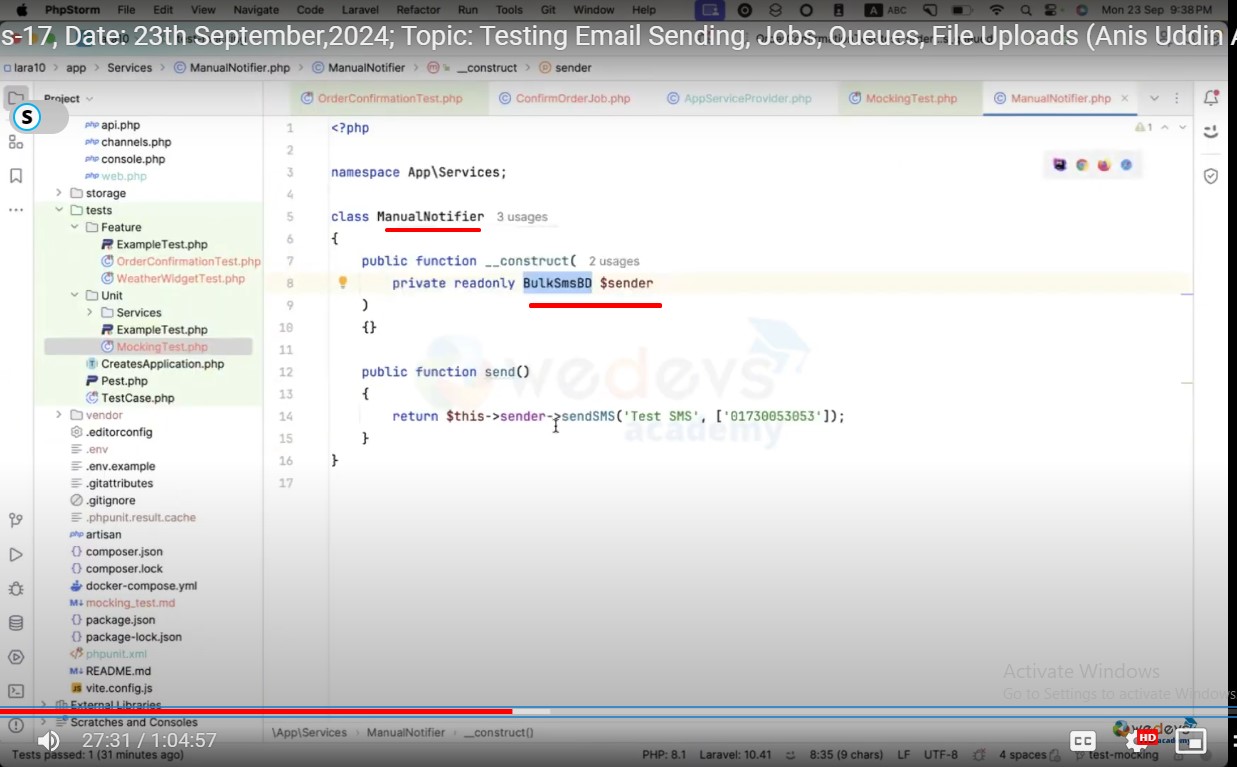 PhpStorm File Edit View Navigate Code Laravel Refactor Run Tools Git Window Help A ABC Mon 23 Sep 9:38 PM
s-17, Date: 23th September,2024; Topic: Testing Email Sending, Jobs, Queues, File Uploads (Anis Uddin A
lara10 > app > Services > ManualNotifier.php > ManualNotifier > __construct > sender
Project
OrderConfirmationTest.php ConfirmOrderJob.php AppServiceProvider.php MockingTest.php ManualNotifier.php
S
api.php
channels.php
console.php
web.php
storage
tests
Feature
ExampleTest.php
OrderConfirmationTest.php
WeatherWidgetTest.php
Unit
Services
ExampleTest.php
MockingTest.php
CreatesApplication.php
Pest.php
TestCase.php
vendor
.editorconfig
.env
.env.example
.gitattributes
.gitignore
.phpunit.result.cache
artisan
composer.json
composer.lock
docker-compose.yml
mocking_test.md
package.json
package-lock.json
phpunit.xml
README.md
vite.config.js
External Libraries
Scratches and Consoles
1 <?php
2
3 namespace App\Services;
4
5 class ManualNotifier 3 usages
6 {
7 public function __construct( 2 usages
8 private readonly BulkSmsBD $sender
9 )
10 {}
11
12 public function send()
13 {
14 return $this->sender->sendSMS('Test SMS', ['01730053053']);
15 }
16 }
17
1
wedevs
academy
Activate Windows
Go to Settings to activate Windows
\App\Services > ManualNotifier > __construct()
27:31 / 1:04:57
CC HD
wedevs
academy
Tests passed: 1 (31 minutes ago) PHP: 8.1 Laravel: 10.41 8:35 (9 chars) LF UTF-8 4 spaces test-mocking